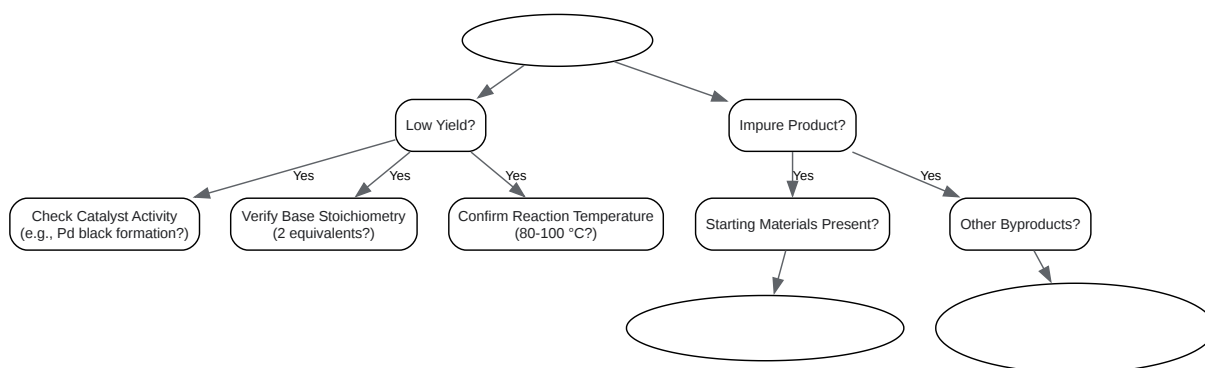 Low Yield?
Impure Product?
Yes
Yes
Yes
Yes
Yes
Check Catalyst Activity
(e.g., Pd black formation?)
Verify Base Stoichiometry
(2 equivalents?)
Confirm Reaction Temperature
(80-100 °C?)
Starting Materials Present?
Other Byproducts?